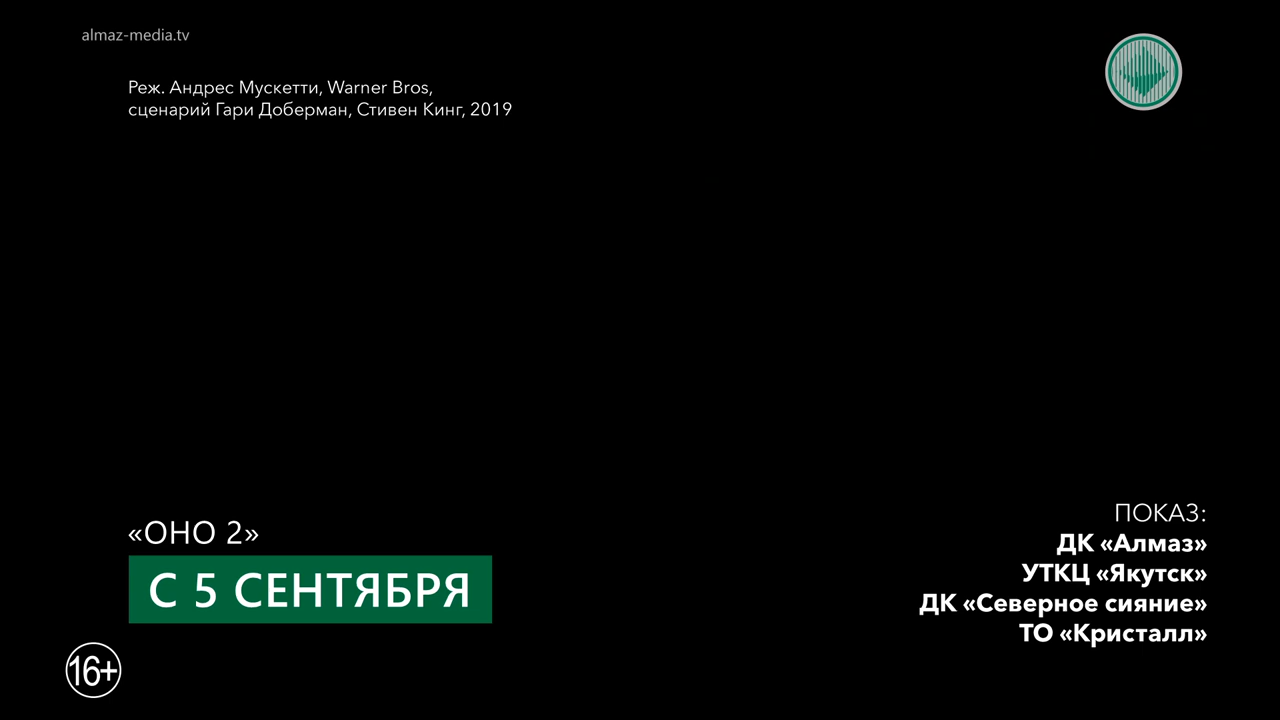 almaz-media.tv
Реж. Андрес Мускетти, Warner Bros,
сценарий Гари Доберман, Стивен Кинг, 2019
«ОНО 2»
С 5 СЕНТЯБРЯ
ПОКАЗ:
ДК «Алмаз»
УТКЦ «Якутск»
ДК «Северное сияние»
ТО «Кристалл»
16+